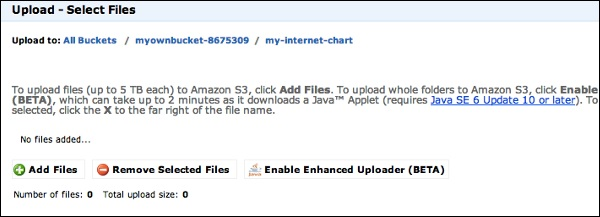 Upload - Select Files
Upload to: All Buckets / myownbucket-8675309 / my-internet-chart
To upload files (up to 5 TB each) to Amazon S3, click Add Files. To upload whole folders to Amazon S3, click Enable
(BETA), which can take up to 2 minutes as it downloads a Java™ Applet (requires Java SE 6 Update 10 or later). To
selected, click the X to the far right of the file name.
No files added...
Add Files Remove Selected Files Enable Enhanced Uploader (BETA)
Number of files: 0 Total upload size: 0